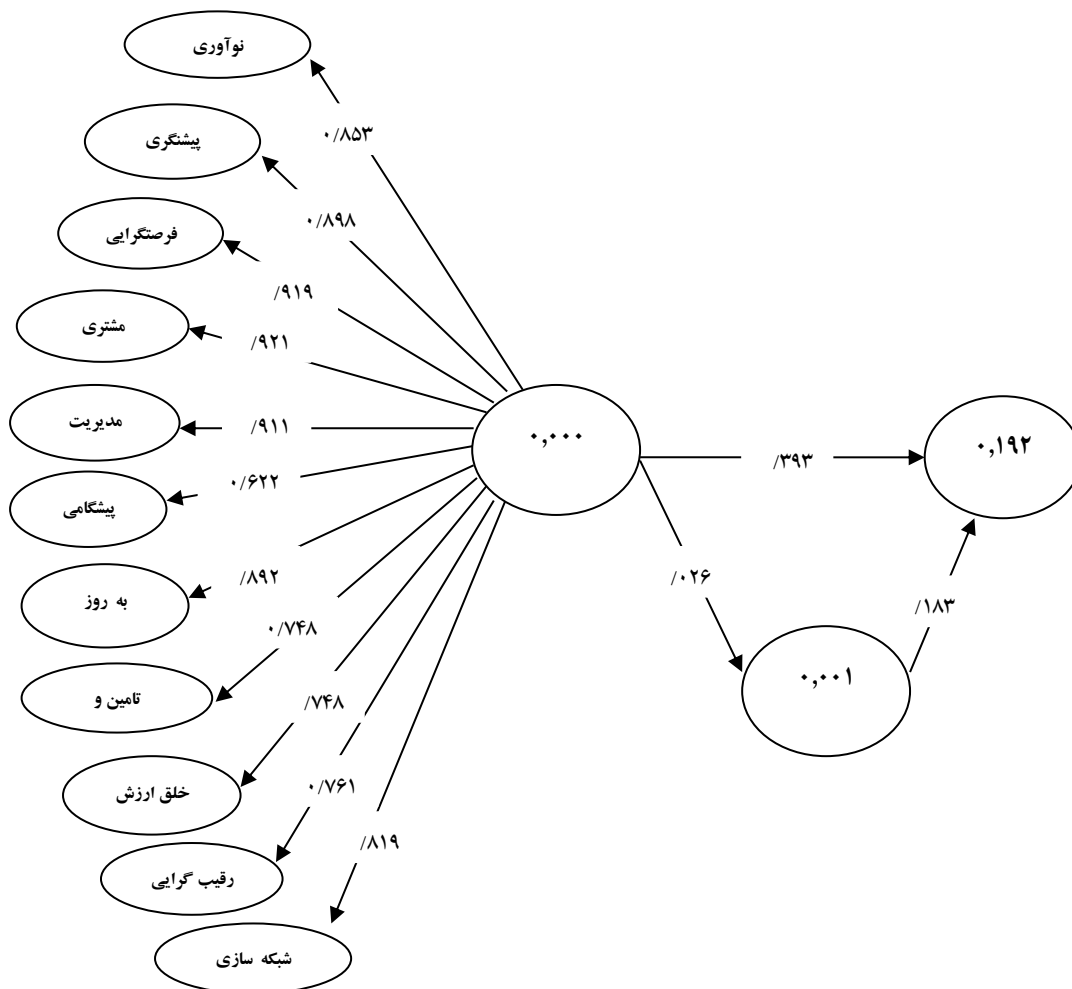 نوآوری
۰/۸۵۳
پیشنگری
۰/۸۹۸
فرصتگرایی
/۹۱۹
مشتری
/۹۲۱
مدیریت
/۹۱۱
۰,۰۰۰
/۳۹۳
۰,۱۹۲
پیشگامی
۰/۶۲۲
به روز
/۸۹۲
/۰۲۶
/۱۸۳
تامین و
۰/۷۴۸
۰,۰۰۱
خلق ارزش
/۷۴۸
رقیب گرایی
۰/۷۶۱
/۸۱۹
شبکه سازی